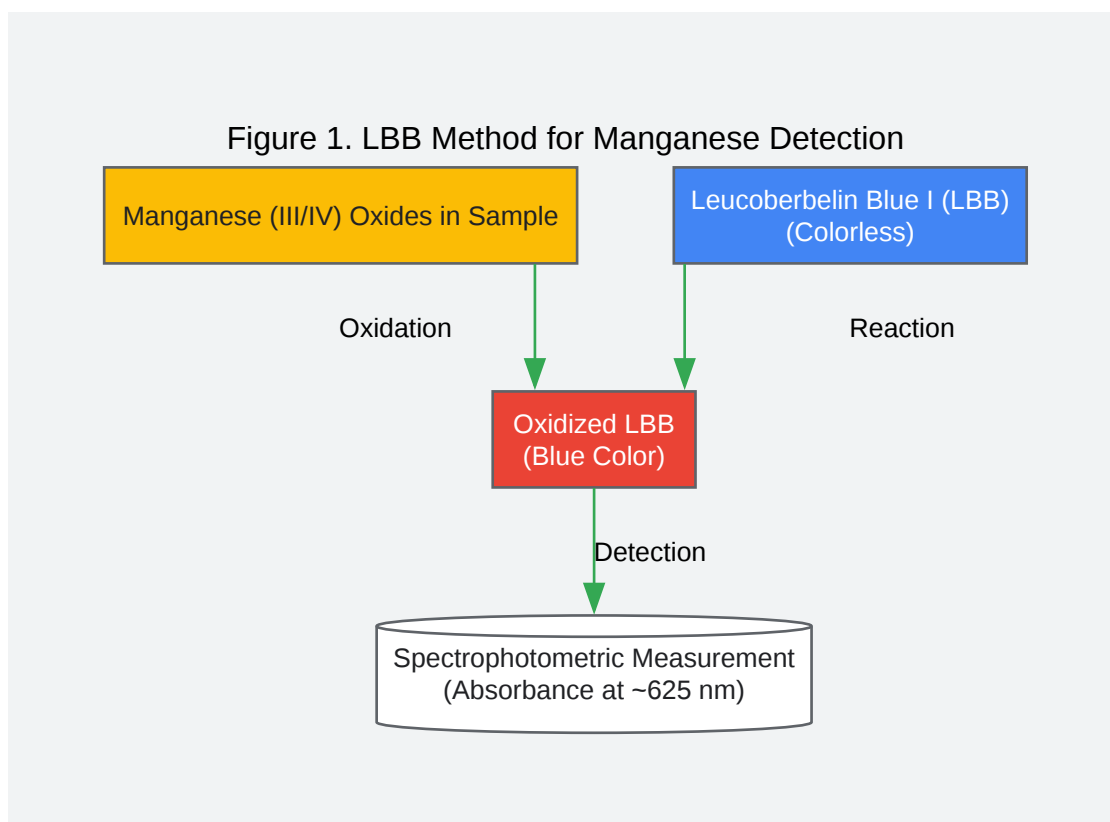 Figure 1. LBB Method for Manganese Detection
Manganese (III/IV) Oxides in Sample
Leucoberbelin Blue I (LBB)
(Colorless)
Oxidation
Reaction
Oxidized LBB
(Blue Color)
Detection
Spectrophotometric Measurement
(Absorbance at ~625 nm)